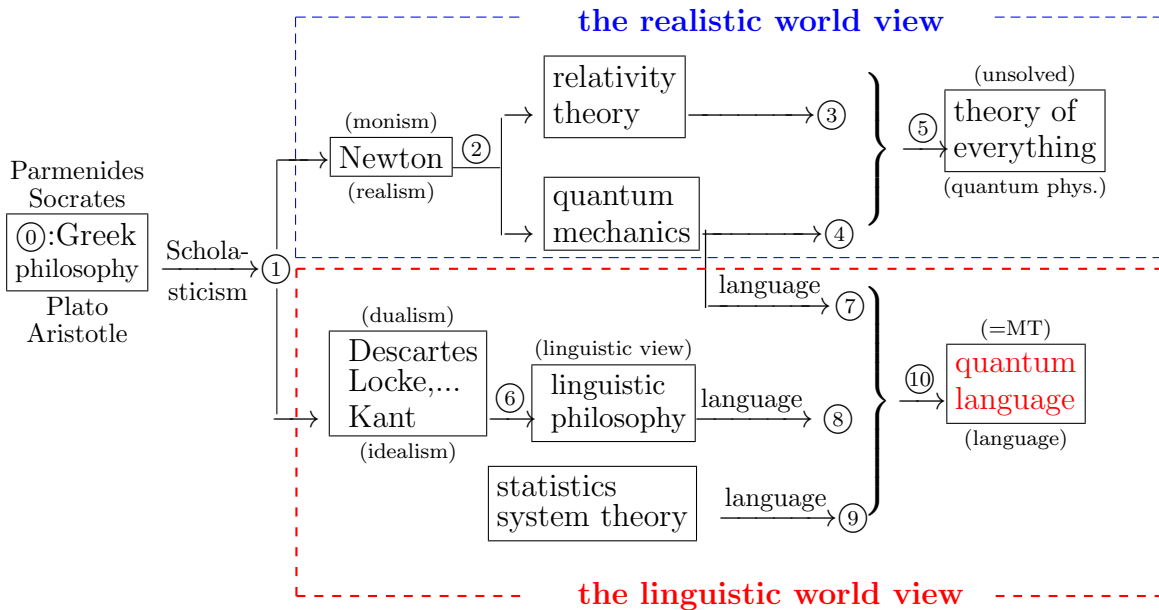 the realistic world view
Parmenides
Socrates
⓪:Greek
philosophy
Plato
Aristotle
Schola-
sticism
①
(monism)
Newton
(realism)
②
relativity
theory
③
quantum
mechanics
④
⑤
(unsolved)
theory of
everything
(quantum phys.)
language
⑦
(dualism)
Descartes
Locke,...
Kant
(idealism)
⑥
(linguistic view)
linguistic
philosophy
language
⑧
statistics
system theory
language
⑨
⑩
(=MT)
quantum
language
(language)
the linguistic world view